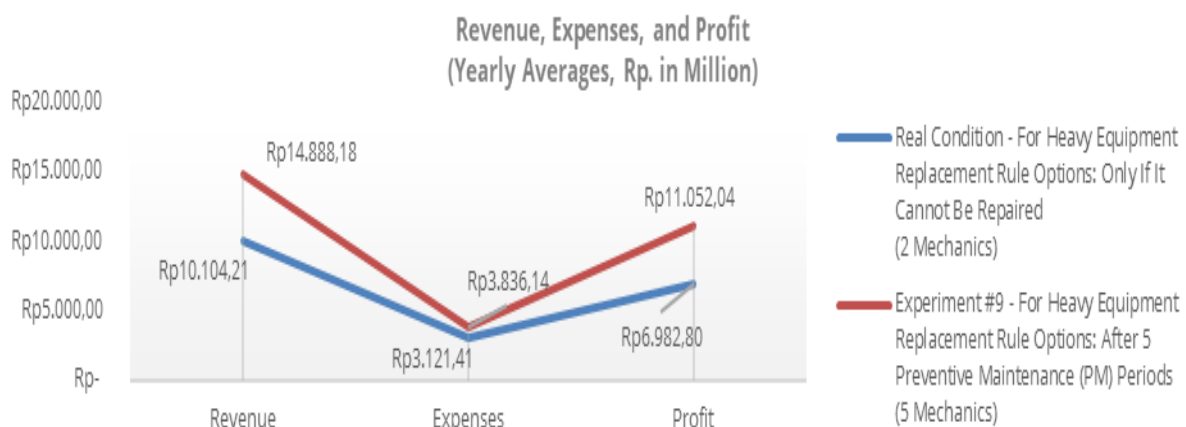 Revenue, Expenses, and Profit
(Yearly Averages, Rp. in Million)
Rp20.000,00
Rp15.000,00
Rp10.000,00
Rp5.000,00
Rp-
Rp14.888,18
Rp10.104,21
Rp3.836,14
Rp3.121,41
Rp11.052,04
Rp6.982,80
Revenue
Expenses
Profit
Real Condition - For Heavy Equipment
Replacement Rule Options: Only If It
Cannot Be Repaired
(2 Mechanics)
Experiment #9 - For Heavy Equipment
Replacement Rule Options: After 5
Preventive Maintenance (PM) Periods
(5 Mechanics)